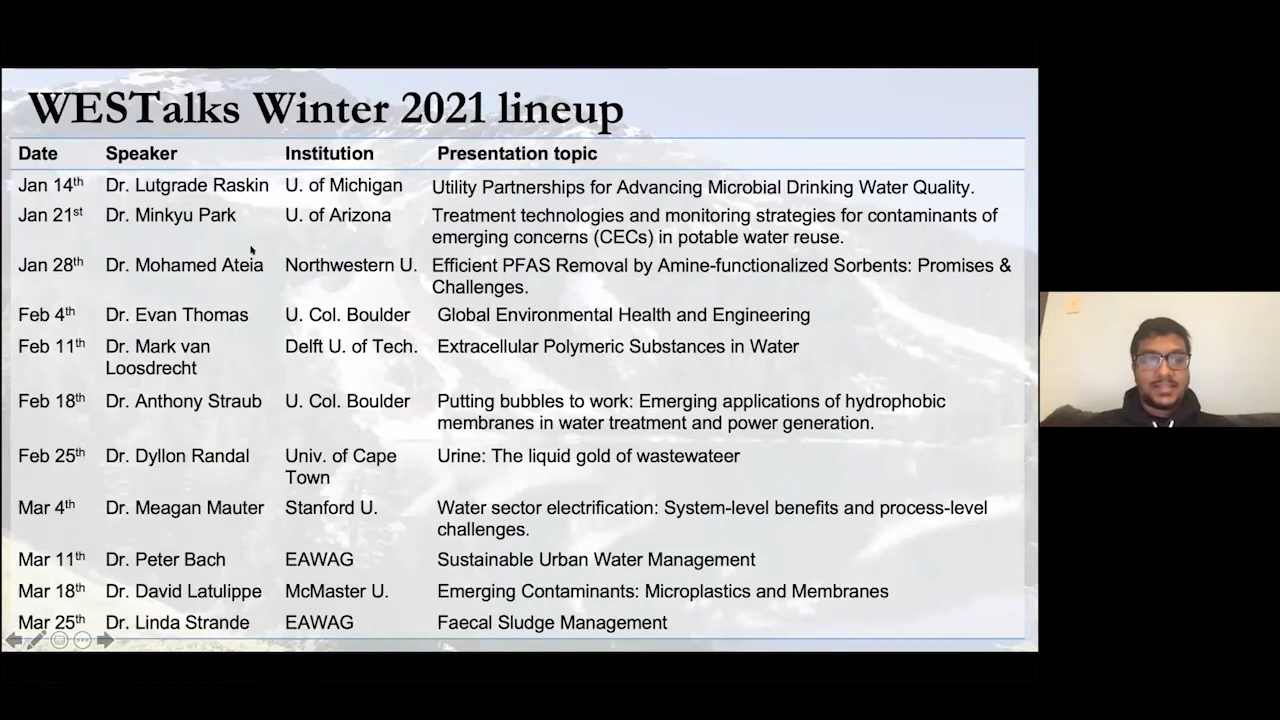 WESTalks Winter 2021 lineup
Date Speaker Institution Presentation topic
Jan 14th Dr. Lutgrade Raskin U. of Michigan Utility Partnerships for Advancing Microbial Drinking Water Quality.
Jan 21st Dr. Minkyu Park U. of Arizona Treatment technologies and monitoring strategies for contaminants of
emerging concerns (CECs) in potable water reuse.
Jan 28th Dr. Mohamed Ateia Northwestern U. Efficient PFAS Removal by Amine-functionalized Sorbents: Promises &
Challenges.
Feb 4th Dr. Evan Thomas U. Col. Boulder Global Environmental Health and Engineering
Feb 11th Dr. Mark van Delft U. of Tech. Extracellular Polymeric Substances in Water
Loosdrecht
Feb 18th Dr. Anthony Straub U. Col. Boulder Putting bubbles to work: Emerging applications of hydrophobic
membranes in water treatment and power generation.
Feb 25th Dr. Dyllon Randal Univ. of Cape Urine: The liquid gold of wastewateer
Town
Mar 4th Dr. Meagan Mauter Stanford U. Water sector electrification: System-level benefits and process-level
challenges.
Mar 11th Dr. Peter Bach EAWAG Sustainable Urban Water Management
Mar 18th Dr. David Latulippe McMaster U. Emerging Contaminants: Microplastics and Membranes
Mar 25th Dr. Linda Strande EAWAG Faecal Sludge Management